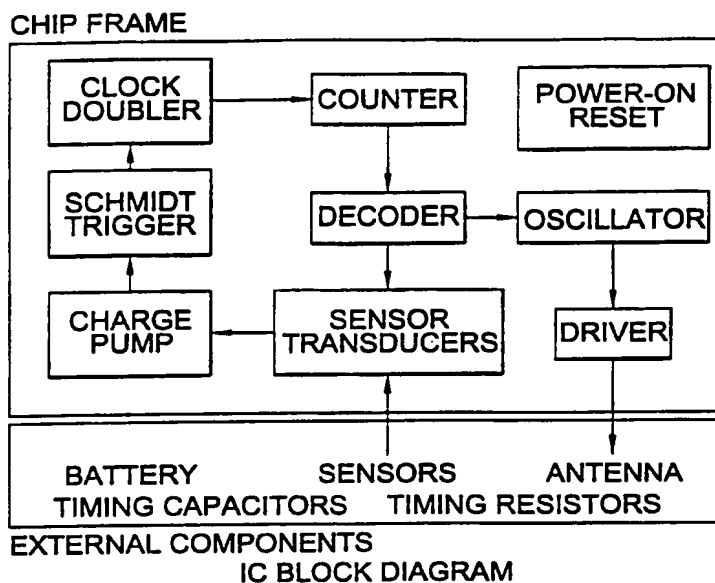 CHIP FRAME
CLOCK
DOUBLER
COUNTER
POWER-ON
RESET
SCHMIDT
TRIGGER
DECODER
OSCILLATOR
CHARGE
PUMP
SENSOR
TRANSDUCERS
DRIVER
BATTERY
SENSORS
ANTENNA
TIMING CAPACITORS
TIMING RESISTORS
EXTERNAL COMPONENTS
IC BLOCK DIAGRAM